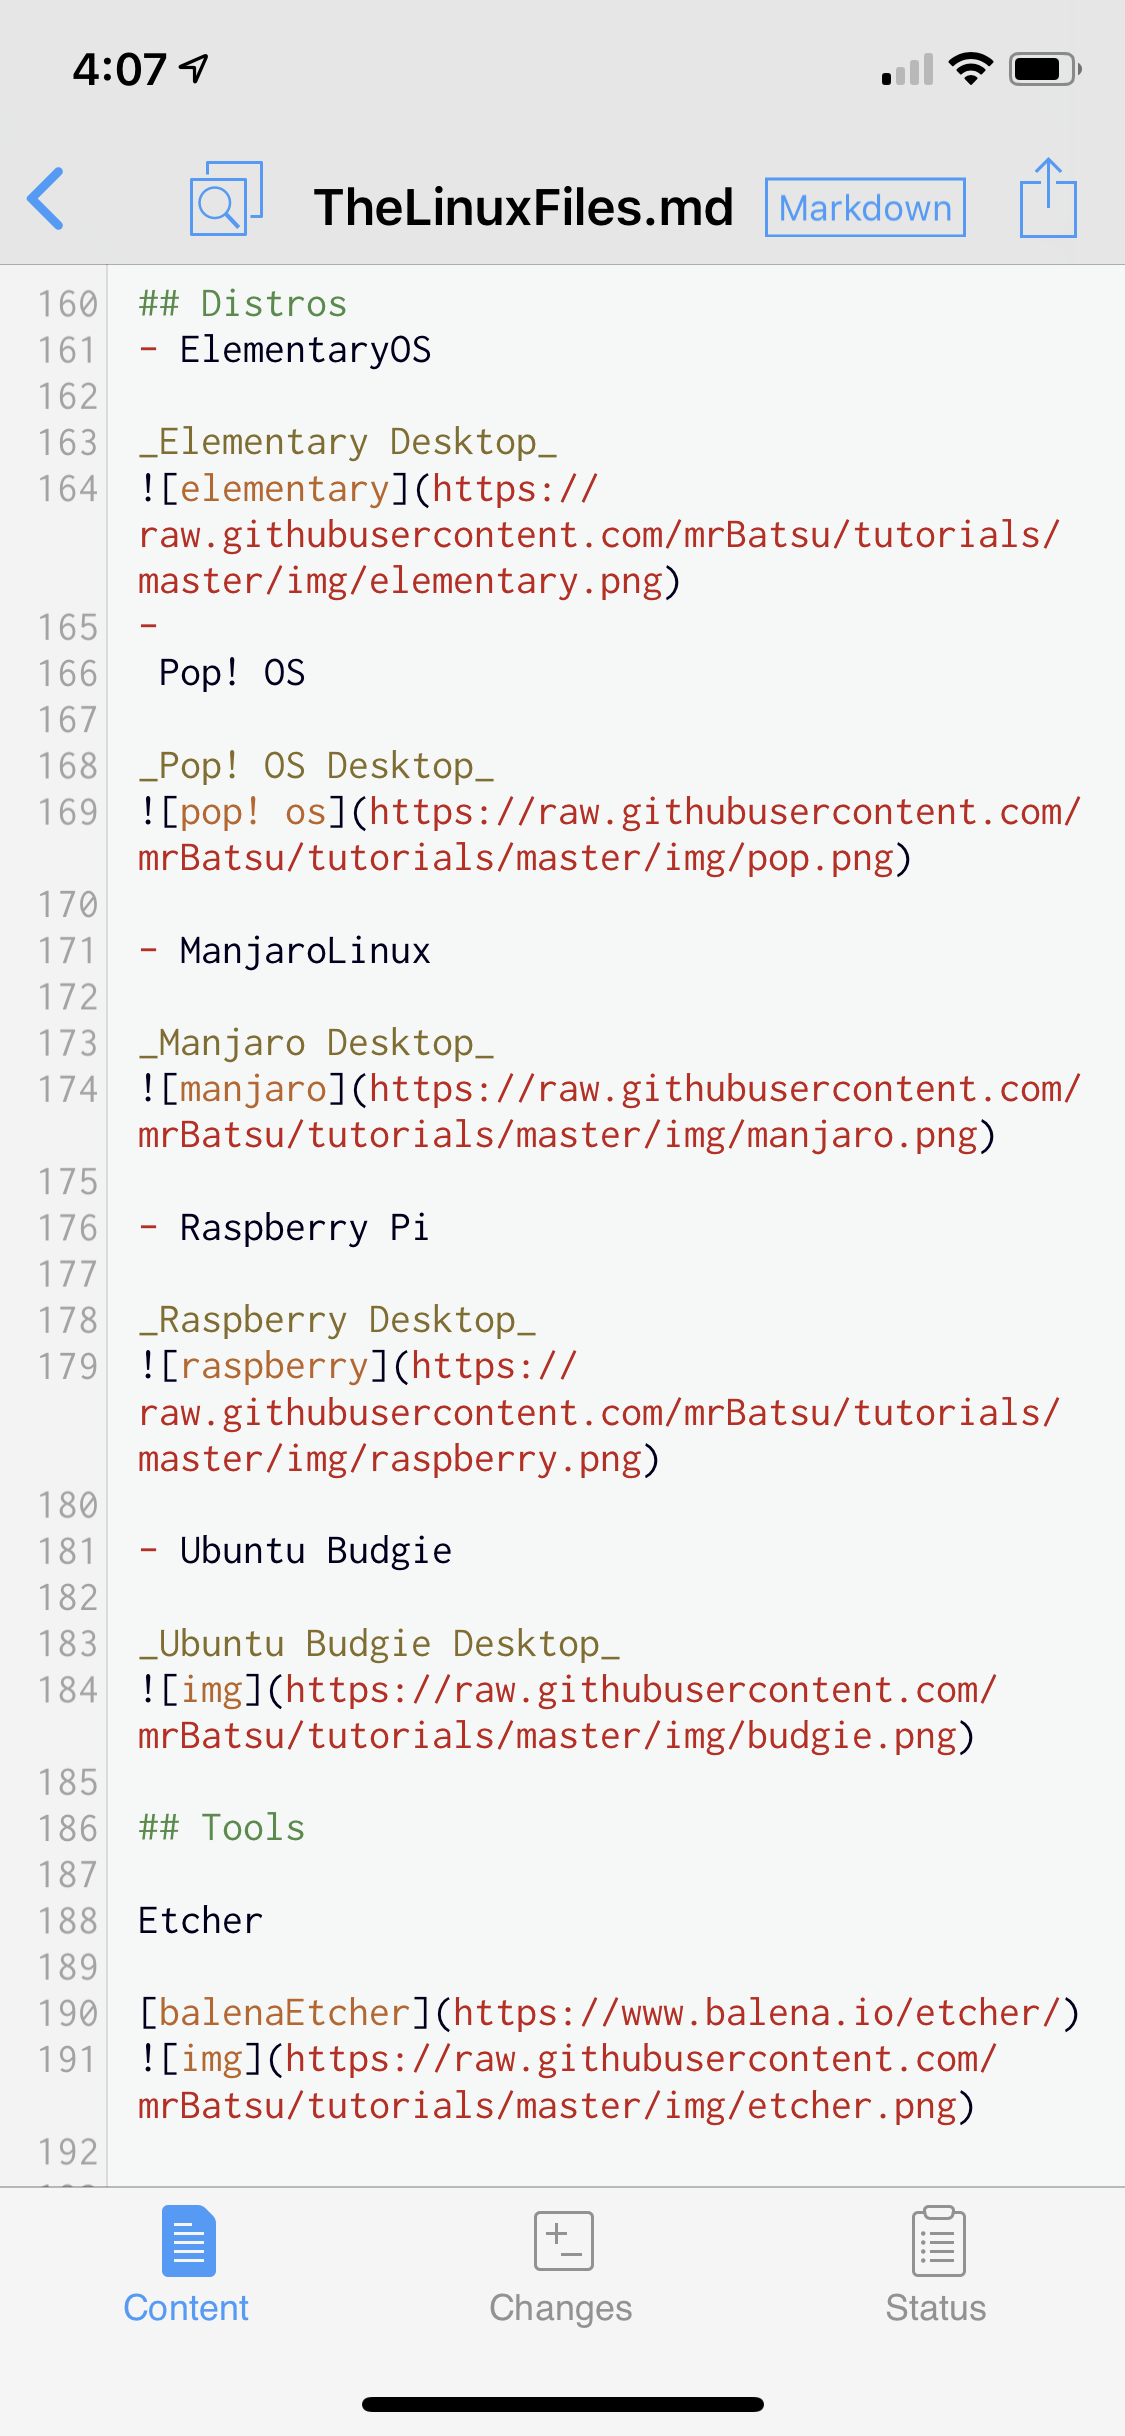 4:07
TheLinuxFiles.md
Markdown
160 ## Distros
161 - ElementaryOS
162
163 _Elementary Desktop_
164 ![elementary](https://
raw.githubusercontent.com/mrBatsu/tutorials/
master/img/elementary.png)
165 -
166  Pop! OS
167
168 _Pop! OS Desktop_
169 ![pop! os](https://raw.githubusercontent.com/
mrBatsu/tutorials/master/img/pop.png)
170
171 - ManjaroLinux
172
173 _Manjaro Desktop_
174 ![manjaro](https://raw.githubusercontent.com/
mrBatsu/tutorials/master/img/manjaro.png)
175
176 - Raspberry Pi
177
178 _Raspberry Desktop_
179 ![raspberry](https://
raw.githubusercontent.com/mrBatsu/tutorials/
master/img/raspberry.png)
180
181 - Ubuntu Budgie
182
183 _Ubuntu Budgie Desktop_
184 ![img](https://raw.githubusercontent.com/
mrBatsu/tutorials/master/img/budgie.png)
185
186 ## Tools
187
188 Etcher
189
190 [balenaEtcher](https://www.balena.io/etcher/)
191 ![img](https://raw.githubusercontent.com/
mrBatsu/tutorials/master/img/etcher.png)
192
Content
Changes
Status